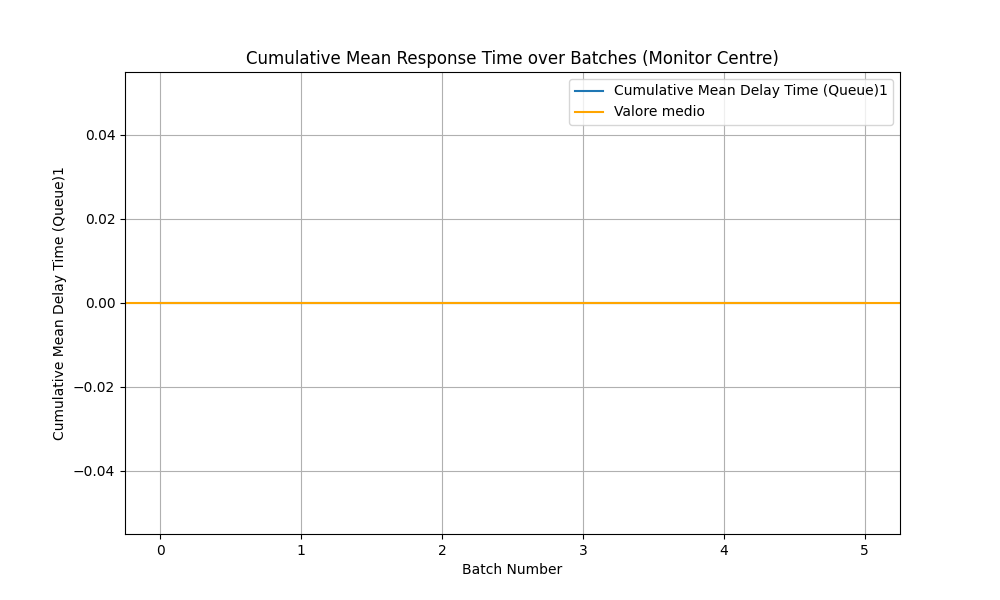 Cumulative Mean Response Time over Batches (Monitor Centre)
Cumulative Mean Delay Time (Queue)1
Valore medio
Cumulative Mean Delay Time (Queue)1
0.04
0.02
0.00
−0.02
−0.04
0 1 2 3 4 5
Batch Number